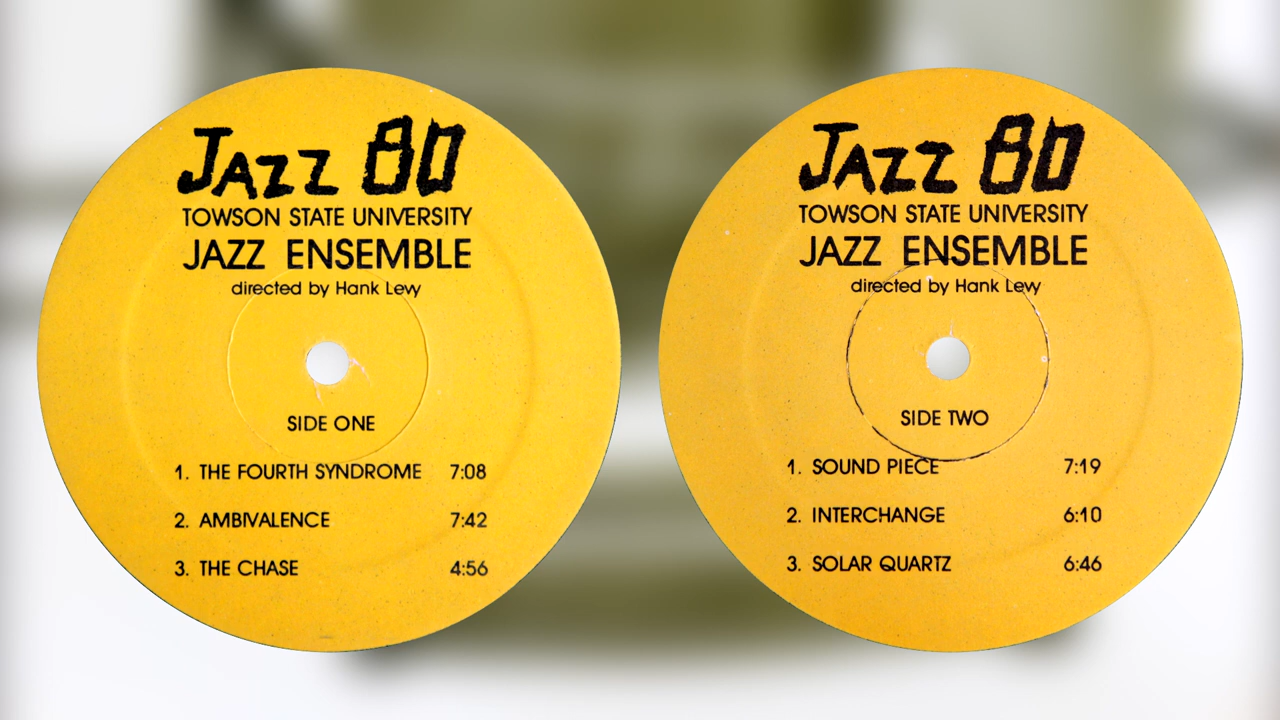 JAZZ 80
TOWSON STATE UNIVERSITY
JAZZ ENSEMBLE
directed by Hank Levy
SIDE ONE
1. THE FOURTH SYNDROME 7:08
2. AMBIVALENCE 7:42
3. THE CHASE 4:56
JAZZ 80
TOWSON STATE UNIVERSITY
JAZZ ENSEMBLE
directed by Hank Levy
SIDE TWO
1. SOUND PIECE 7:19
2. INTERCHANGE 6:10
3. SOLAR QUARTZ 6:46